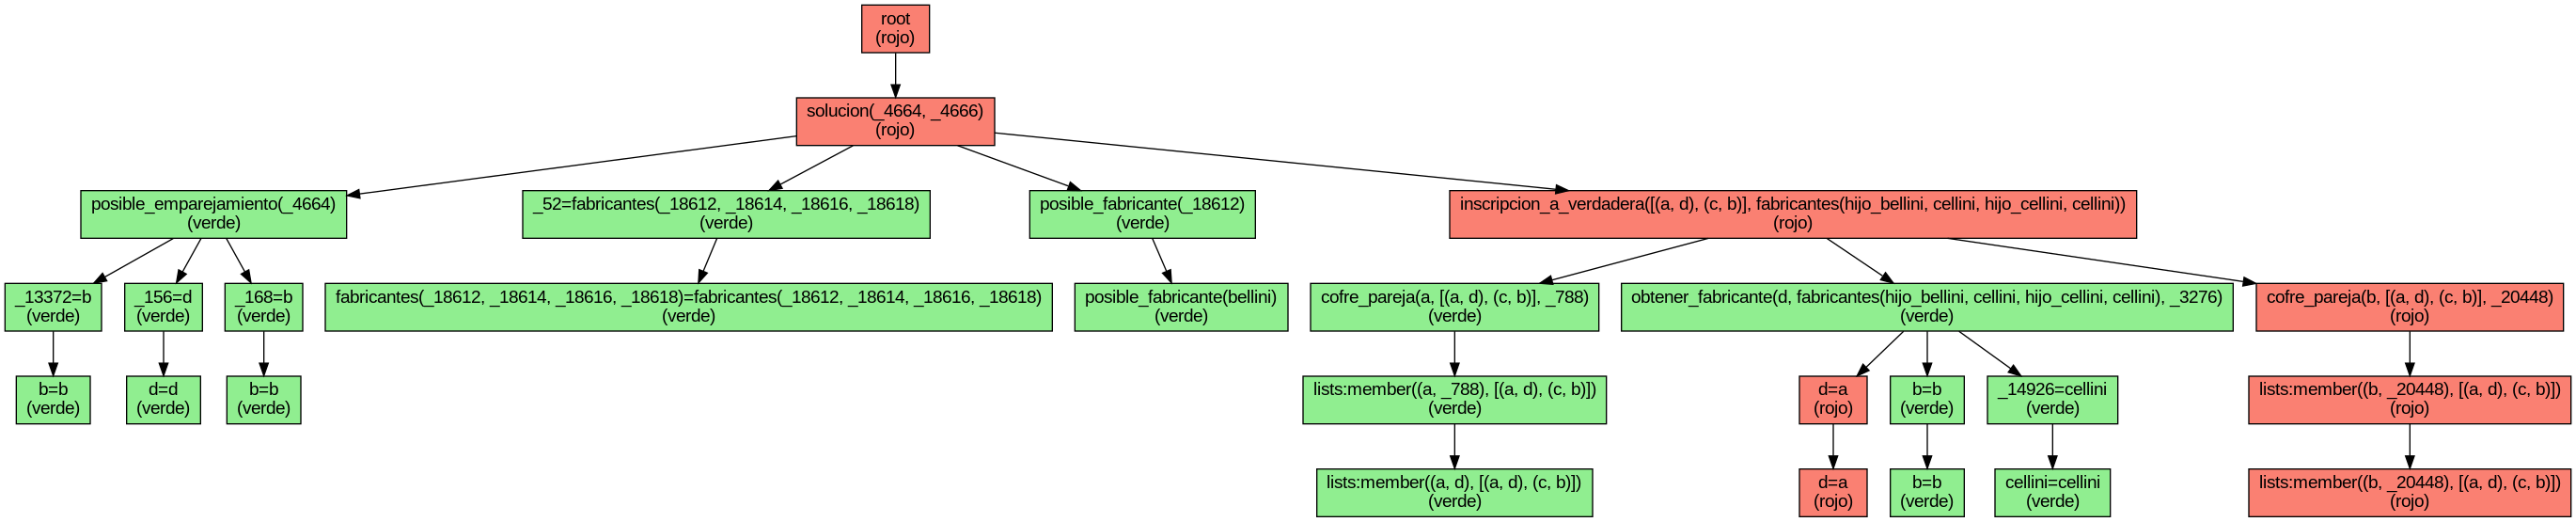 root
(rojo)
solucion(_4664, _4666)
(rojo)
posible_emparejamiento(_4664)
(verde)
_52=fabricantes(_18612, _18614, _18616, _18618)
(verde)
posible_fabricante(_18612)
(verde)
inscripcion_a_verdadera([(a, d), (c, b)], fabricantes(hijo_bellini, cellini, hijo_cellini, cellini))
(rojo)
_13372=b
(verde)
_156=d
(verde)
_168=b
(verde)
fabricantes(_18612, _18614, _18616, _18618)=fabricantes(_18612, _18614, _18616, _18618)
(verde)
posible_fabricante(bellini)
(verde)
cofre_pareja(a, [(a, d), (c, b)], _788)
(verde)
obtener_fabricante(d, fabricantes(hijo_bellini, cellini, hijo_cellini, cellini), _3276)
(verde)
cofre_pareja(b, [(a, d), (c, b)], _20448)
(rojo)
b=b
(verde)
d=d
(verde)
b=b
(verde)
lists:member((a, _788), [(a, d), (c, b)])
(verde)
d=a
(rojo)
b=b
(verde)
_14926=cellini
(verde)
lists:member((b, _20448), [(a, d), (c, b)])
(rojo)
lists:member((a, d), [(a, d), (c, b)])
(verde)
d=a
(rojo)
b=b
(verde)
cellini=cellini
(verde)
lists:member((b, _20448), [(a, d), (c, b)])
(rojo)